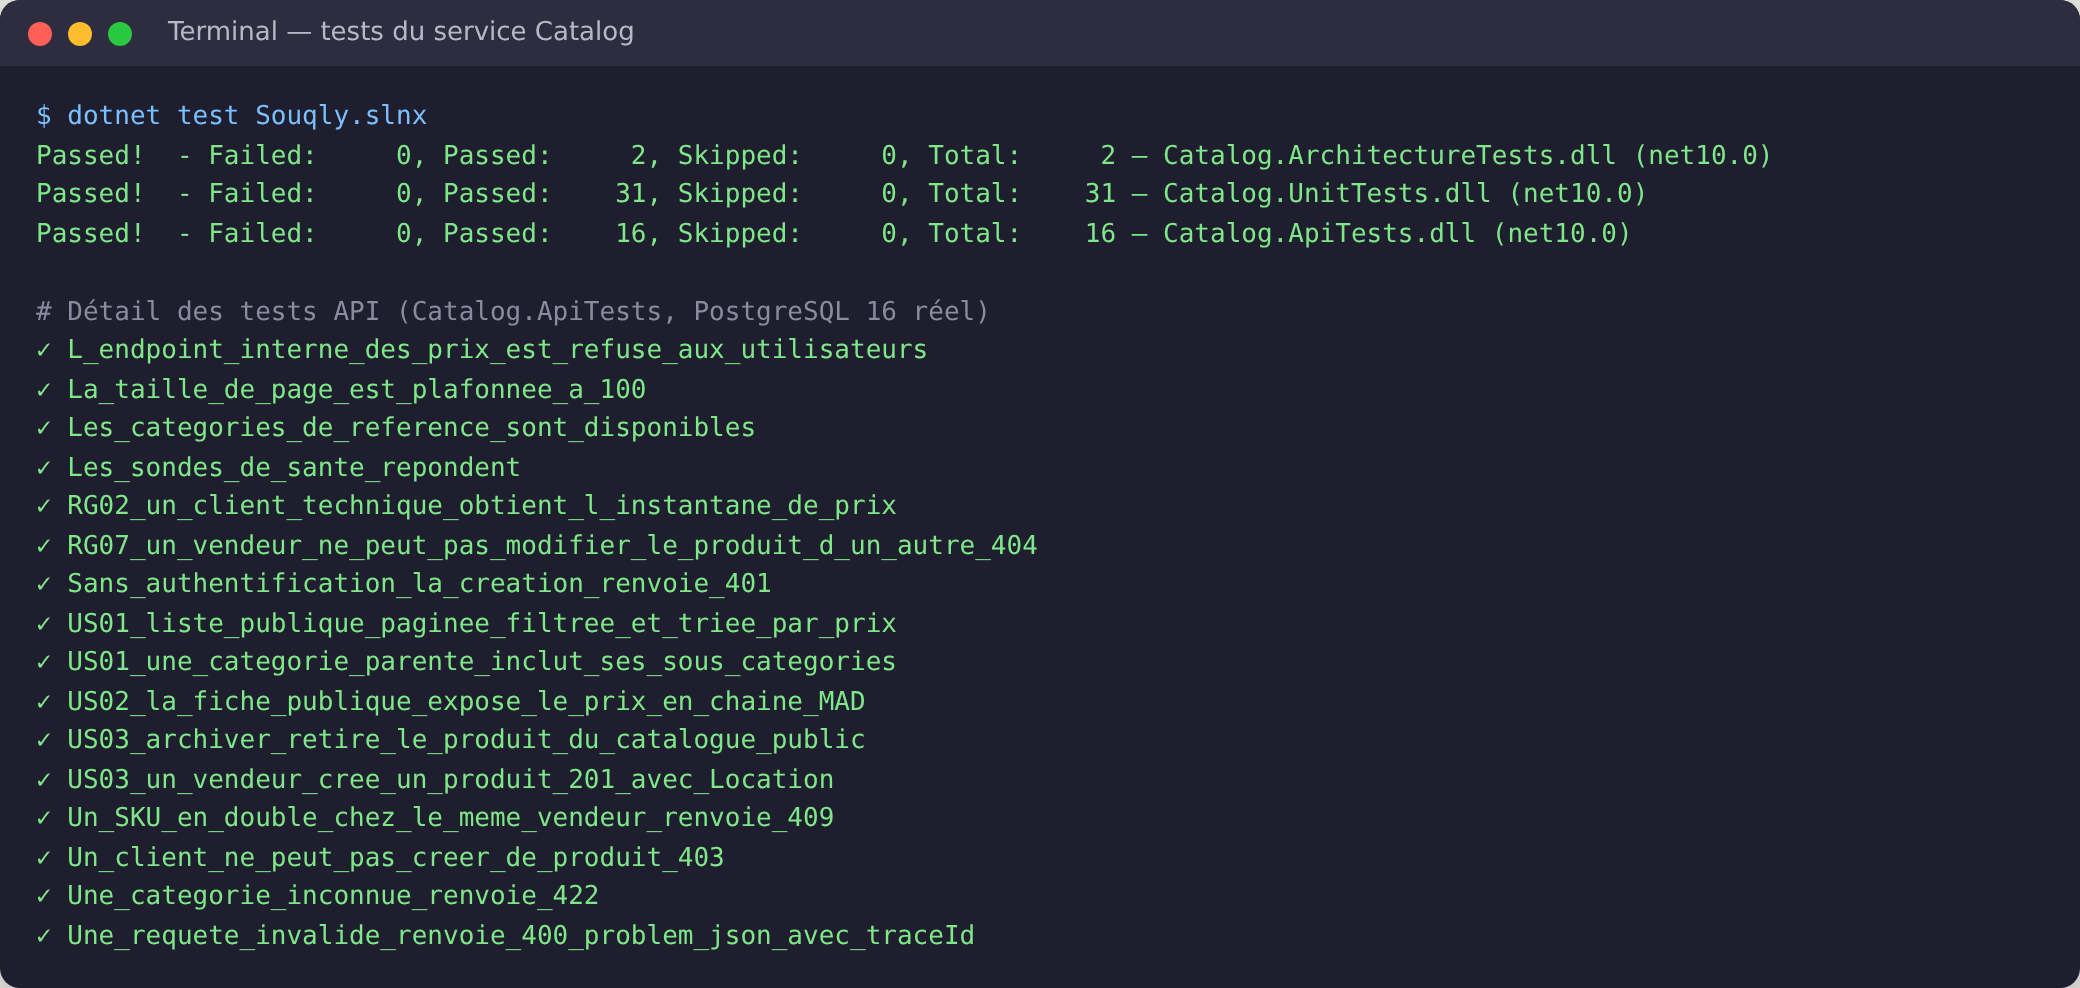 Terminal — tests du service Catalog
$ dotnet test Souqly.slnx
Passed!  - Failed:     0, Passed:     2, Skipped:     0, Total:     2 — Catalog.ArchitectureTests.dll (net10.0)
Passed!  - Failed:     0, Passed:    31, Skipped:     0, Total:    31 — Catalog.UnitTests.dll (net10.0)
Passed!  - Failed:     0, Passed:    16, Skipped:     0, Total:    16 — Catalog.ApiTests.dll (net10.0)
# Détail des tests API (Catalog.ApiTests, PostgreSQL 16 réel)
✓ L_endpoint_interne_des_prix_est_refuse_aux_utilisateurs
✓ La_taille_de_page_est_plafonnee_a_100
✓ Les_categories_de_reference_sont_disponibles
✓ Les_sondes_de_sante_repondent
✓ RG02_un_client_technique_obtient_l_instantane_de_prix
✓ RG07_un_vendeur_ne_peut_pas_modifier_le_produit_d_un_autre_404
✓ Sans_authentification_la_creation_renvoie_401
✓ US01_liste_publique_paginee_filtree_et_triee_par_prix
✓ US01_une_categorie_parente_inclut_ses_sous_categories
✓ US02_la_fiche_publique_expose_le_prix_en_chaine_MAD
✓ US03_archiver_retire_le_produit_du_catalogue_public
✓ US03_un_vendeur_cree_un_produit_201_avec_Location
✓ Un_SKU_en_double_chez_le_meme_vendeur_renvoie_409
✓ Un_client_ne_peut_pas_creer_de_produit_403
✓ Une_categorie_inconnue_renvoie_422
✓ Une_requete_invalide_renvoie_400_problem_json_avec_traceId